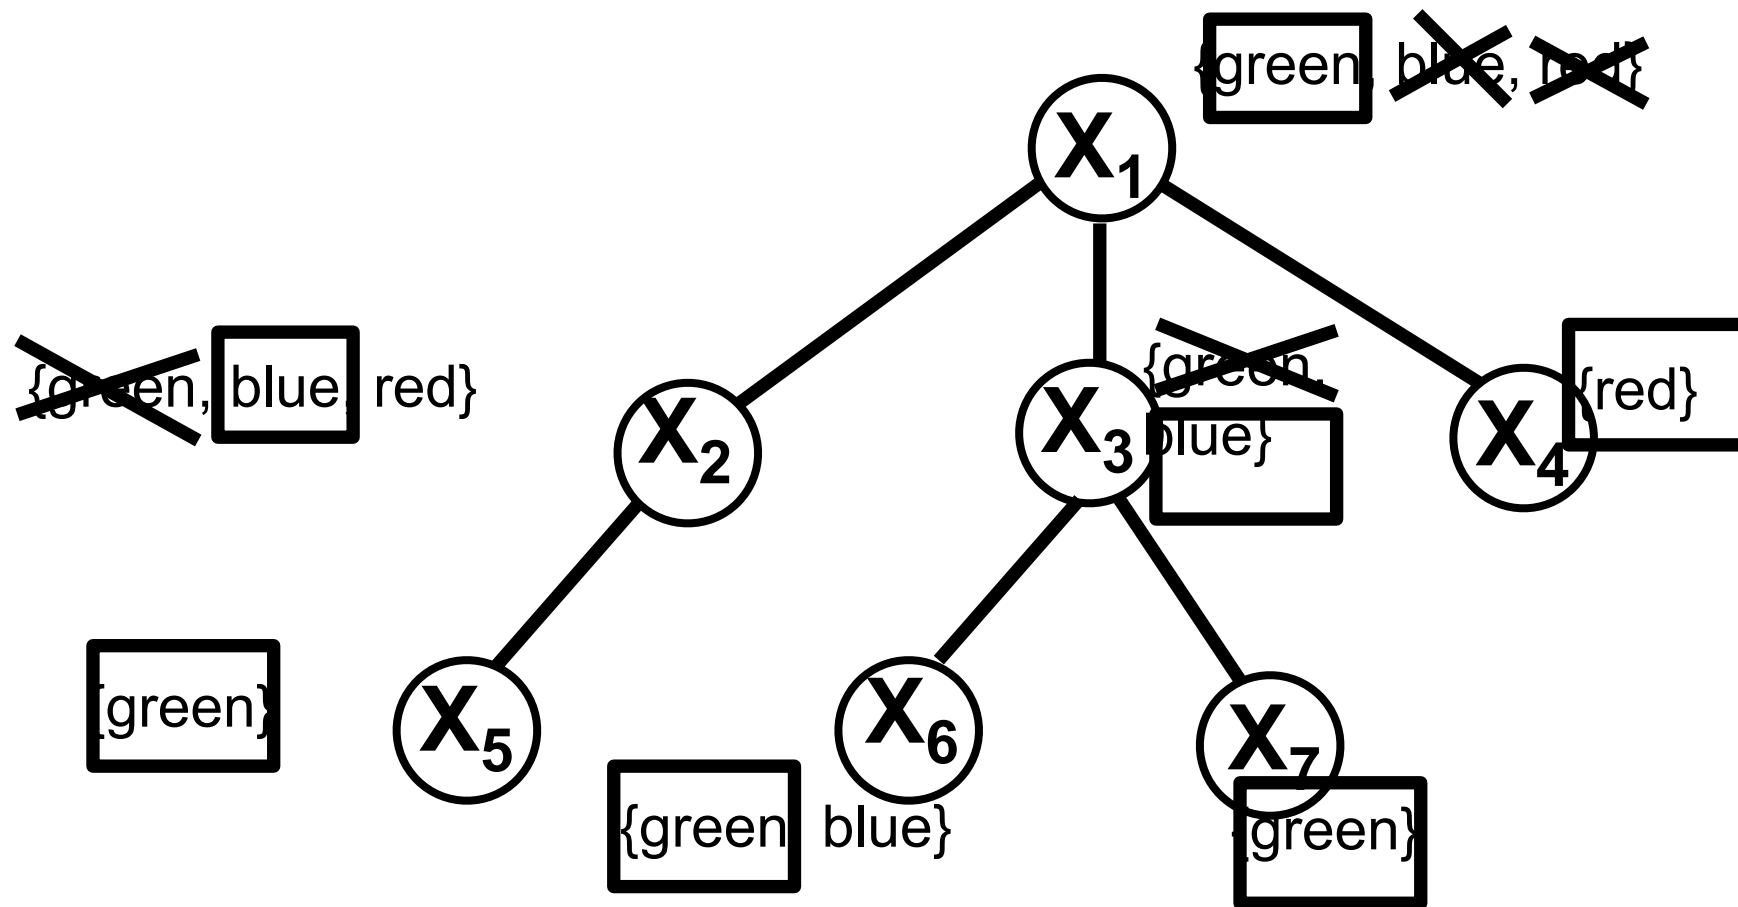 {green, blue, red}
X1
{green, blue, red}
X2
{green,
blue}
X3
{red}
X4
{green}
X5
X6
{green, blue}
X7
{green}